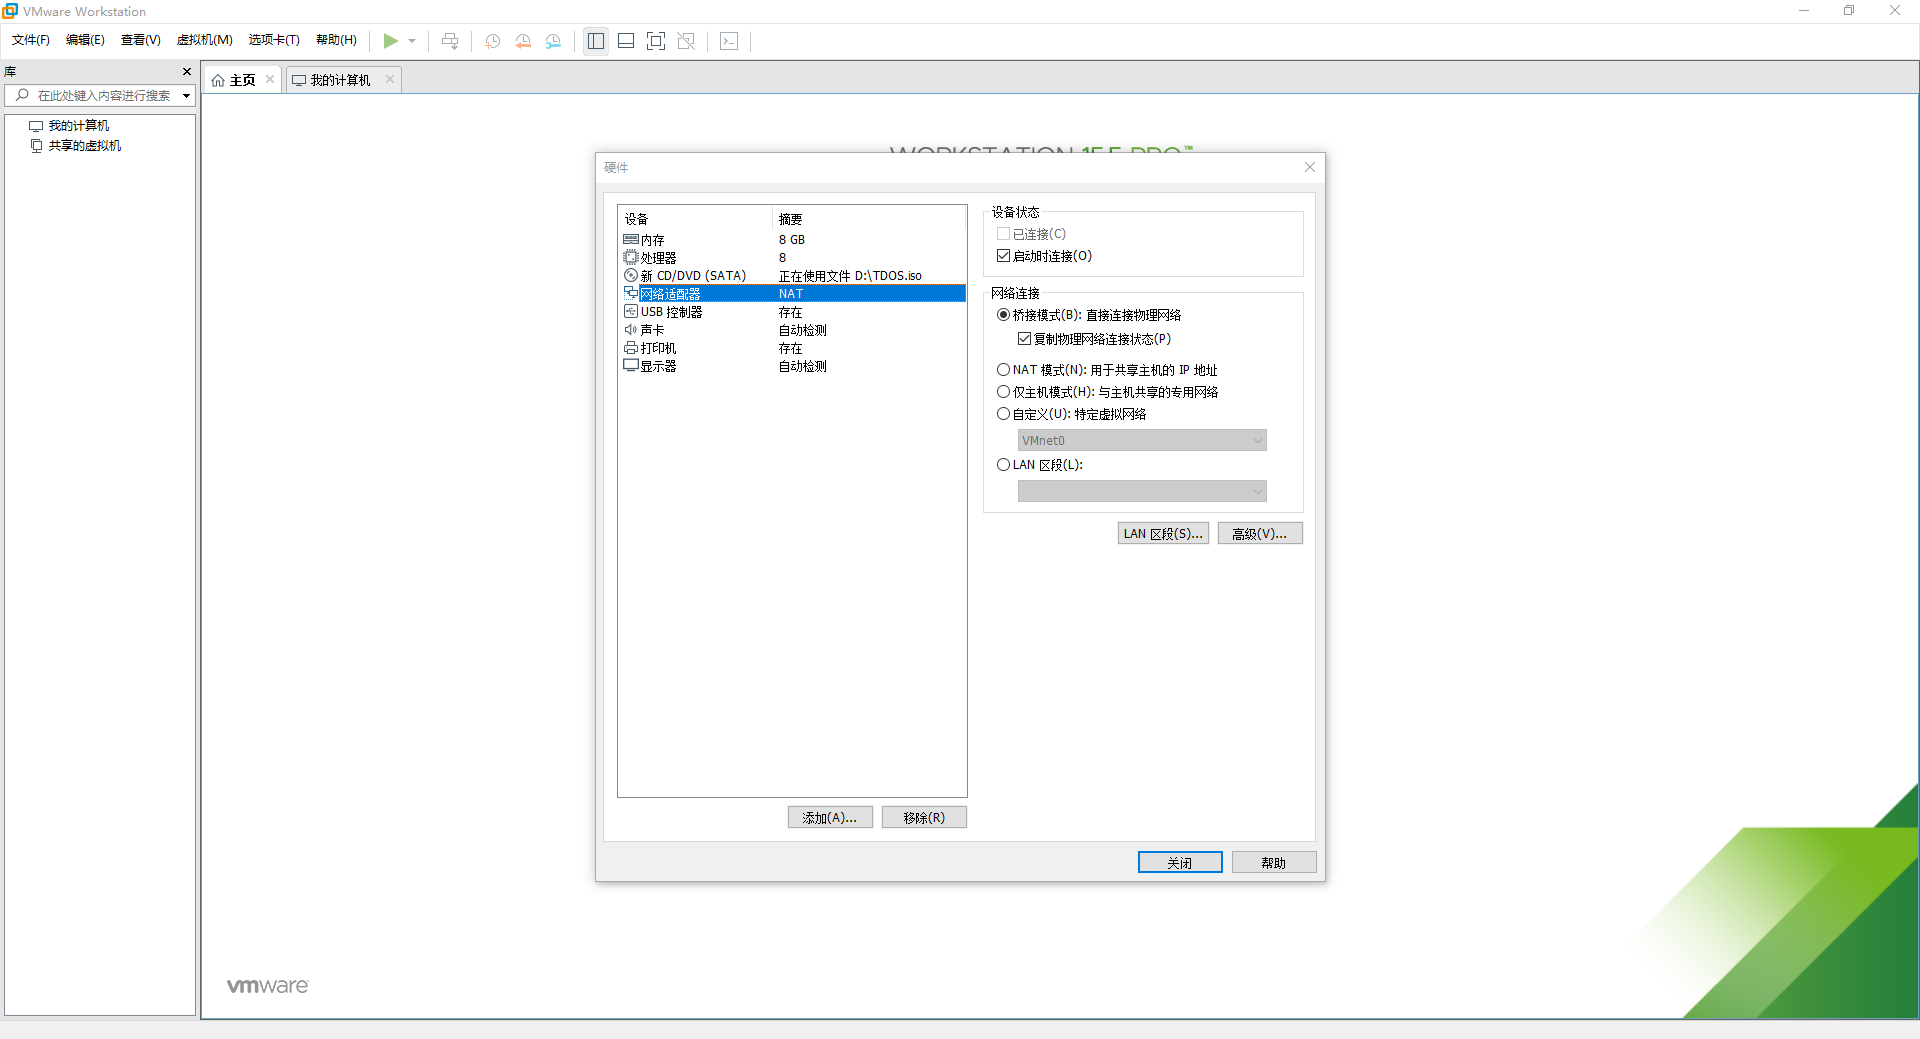 VMware Workstation
文件(F) 编辑(E) 查看(V) 虚拟机(M) 选项卡(T) 帮助(H)
库
在此处键入内容进行搜索
我的计算机
共享的虚拟机
主页 我的计算机
WORKSTATION 15.5 PRO™
硬件
设备 摘要
内存 8 GB
处理器 8
新 CD/DVD (SATA) 正在使用文件 D:\TDOS.iso
网络适配器 NAT
USB 控制器 存在
声卡 自动检测
打印机 存在
显示器 自动检测
添加(A)... 移除(R)
设备状态
已连接(C)
启动时连接(O)
网络连接
桥接模式(B): 直接连接物理网络
复制物理网络连接状态(P)
NAT 模式(N): 用于共享主机的 IP 地址
仅主机模式(H): 与主机共享的专用网络
自定义(U): 特定虚拟网络
VMnet0
LAN 区段(L):
LAN 区段(S)... 高级(V)...
关闭 帮助
vmware